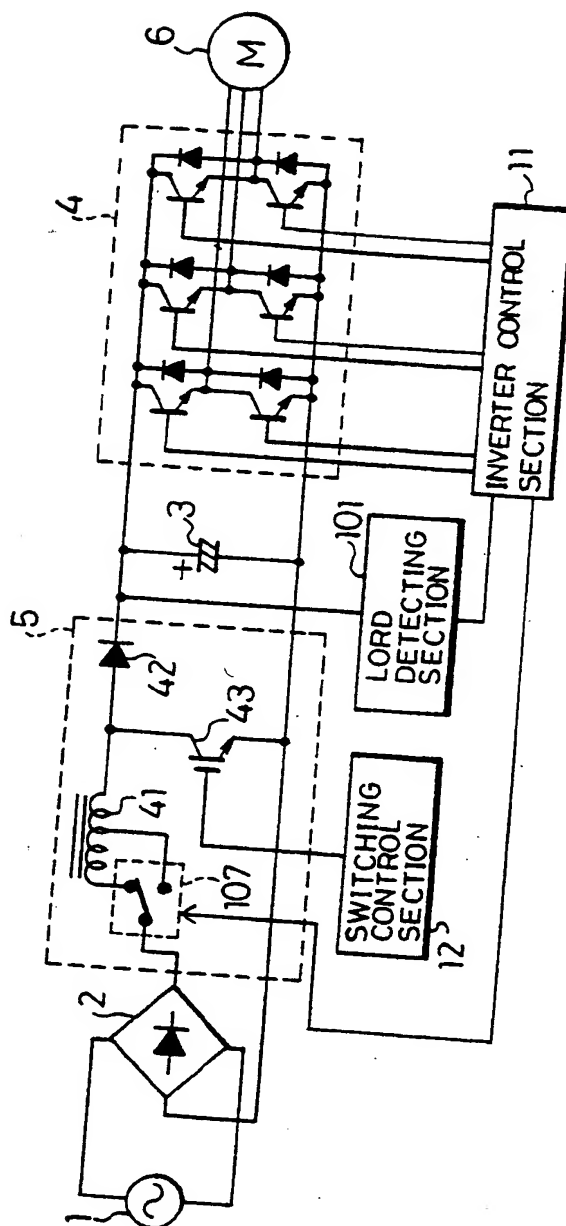 1
2
5
107
41
42
43
3
+
4
6
M
SWITCHING
CONTROL
SECTION
12
LORD
DETECTING
SECTION
101
INVERTER CONTROL
SECTION
11